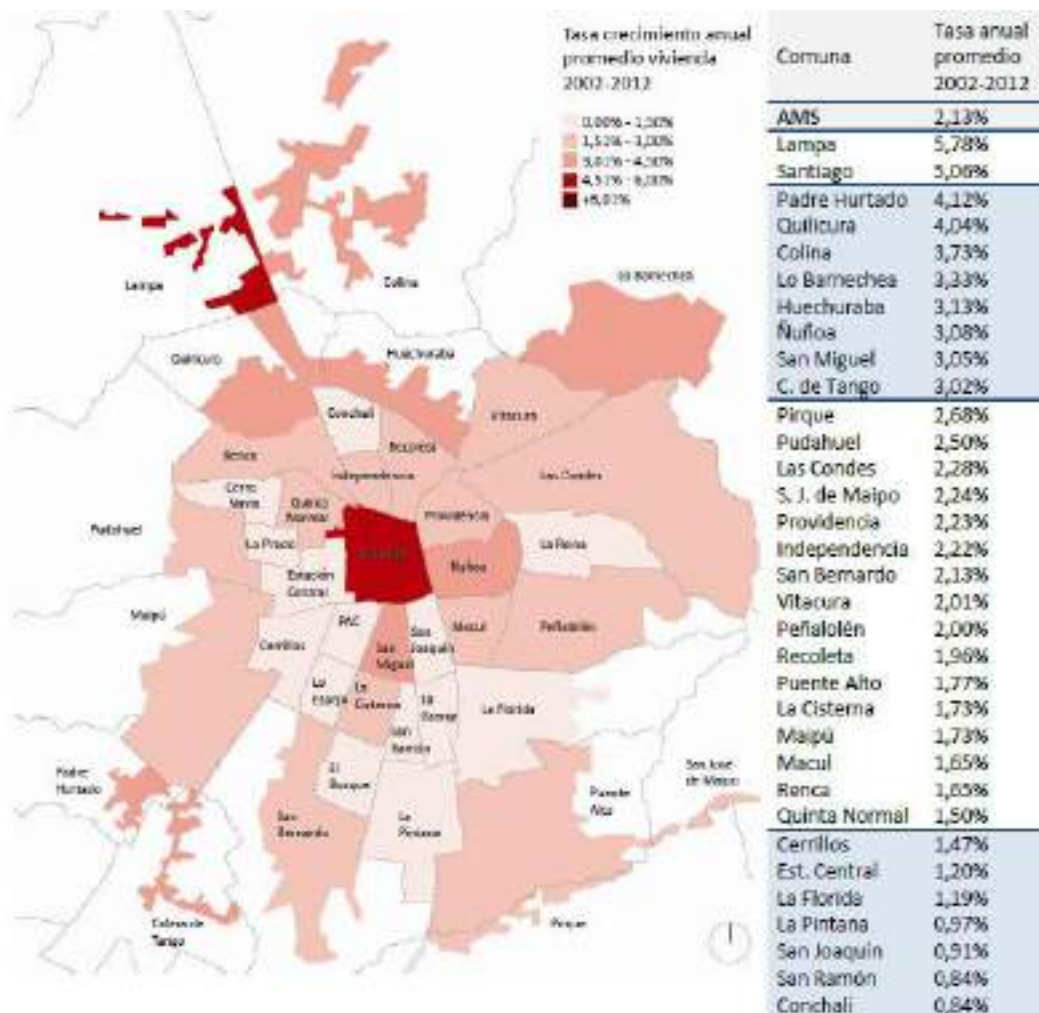 Tasa crecimiento anual
promedio vivienda
2002-2012
0,00% - 1,50%
1,51% - 3,00%
3,01% - 4,50%
4,51% - 6,00%
+6,01%
Lampa
Colina
Lo Barnechea
Quilicura
Huechuraba
Conchalí
Vitacura
Recoleta
Renca
Independencia
Las Condes
Cerro
Navia
Quinta
Normal
Providencia
Pudahuel
Lo Prado
La Reina
Ñuñoa
Estación
Central
Maipú
PAC
San
Joaquín
Macul
Peñalolén
Cerrillos
San
Miguel
Lo
Espejo
La
Cisterna
La
Granja
La Florida
San
Ramón
Padre
Hurtado
El
Bosque
San José
de Maipo
Puente
Alto
San
Bernardo
La
Pintana
Calera de
Tango
Pirque
Comuna
Tasa anual
promedio
2002-2012
AMS 2,13%
Lampa 5,78%
Santiago 5,06%
Padre Hurtado 4,12%
Quilicura 4,04%
Colina 3,73%
Lo Barnechea 3,33%
Huechuraba 3,13%
Ñuñoa 3,08%
San Miguel 3,05%
C. de Tango 3,02%
Pirque 2,68%
Pudahuel 2,50%
Las Condes 2,28%
S. J. de Maipo 2,24%
Providencia 2,23%
Independencia 2,22%
San Bernardo 2,13%
Vitacura 2,01%
Peñalolén 2,00%
Recoleta 1,96%
Puente Alto 1,77%
La Cisterna 1,73%
Maipú 1,73%
Macul 1,65%
Renca 1,65%
Quinta Normal 1,50%
Cerrillos 1,47%
Est. Central 1,20%
La Florida 1,19%
La Pintana 0,97%
San Joaquín 0,91%
San Ramón 0,84%
Conchalí 0,84%